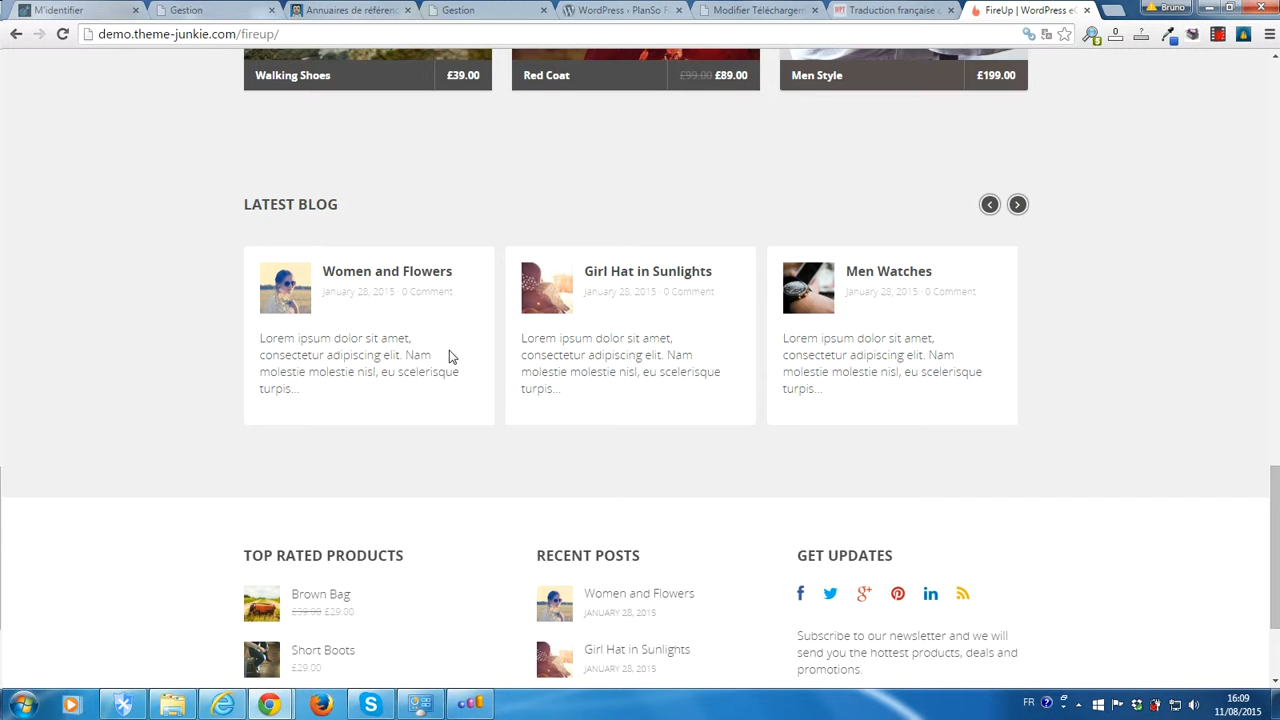 M'identifier
Gestion
Annuaires de référenc
Gestion
WordPress ‹ PlanSo F
Modifier Téléchargem
Traduction française d
FireUp | WordPress eC
Bruno
demo.theme-junkie.com/fireup/
Walking Shoes £39.00
Red Coat £99.00 £89.00
Men Style £199.00
LATEST BLOG
Women and Flowers
January 28, 2015 · 0 Comment
Lorem ipsum dolor sit amet,
consectetur adipiscing elit. Nam
molestie molestie nisl, eu scelerisque
turpis...
Girl Hat in Sunlights
January 28, 2015 · 0 Comment
Lorem ipsum dolor sit amet,
consectetur adipiscing elit. Nam
molestie molestie nisl, eu scelerisque
turpis...
Men Watches
January 28, 2015 · 0 Comment
Lorem ipsum dolor sit amet,
consectetur adipiscing elit. Nam
molestie molestie nisl, eu scelerisque
turpis...
TOP RATED PRODUCTS
Brown Bag
£39.00 £29.00
Short Boots
£29.00
RECENT POSTS
Women and Flowers
JANUARY 28, 2015
Girl Hat in Sunlights
JANUARY 28, 2015
GET UPDATES
Subscribe to our newsletter and we will
send you the hottest products, deals and
promotions.
FR
16:09
11/08/2015